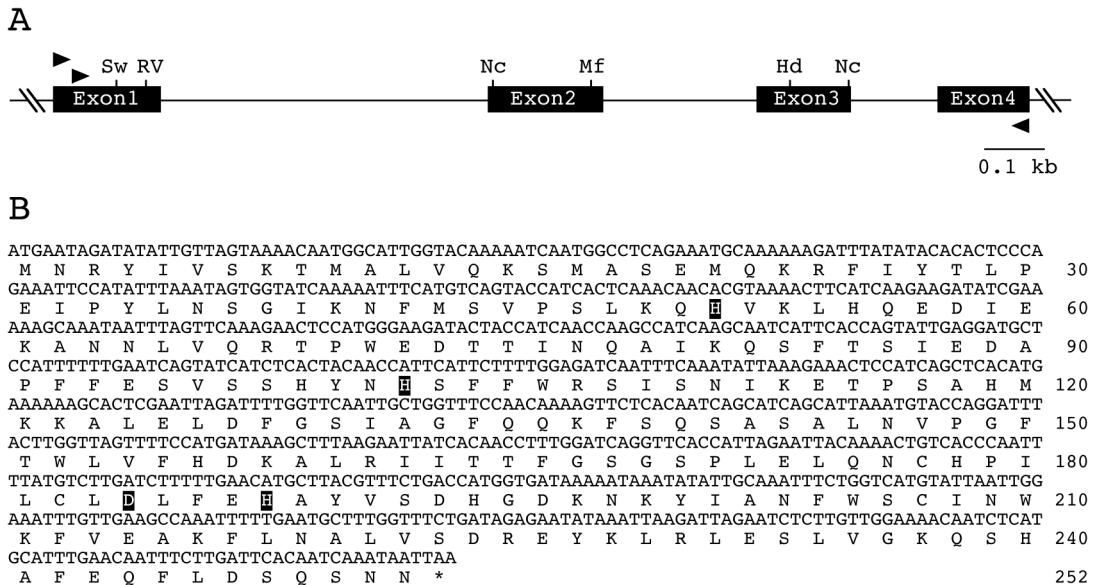 A
Sw RV Nc Mf Hd Nc
Exon1 Exon2 Exon3 Exon4
0.1 kb
B
ATGAATAGATATATTGTTAGTAAAACAATGGCATTGGTACAAAAATCAATGGCCTCAGAAATGCAAAAAAGATTTATATACACACTCCCA
M N R Y I V S K T M A L V Q K S M A S E M Q K R F I Y T L P 30
GAAATTCCATATTTAAATAGTGGTATCAAAAATTTCATGTCAGTACCATCACTCAAACAACACGTAAAACTTCATCAAGAAGATATCGAA
E I P Y L N S G I K N F M S V P S L K Q H V K L H Q E D I E 60
AAAGCAAATAATTTAGTTCAAAGAACTCCATGGGAAGATACTACCATCAACCAAGCCATCAAGCAATCATTCACCAGTATTGAGGATGCT
K A N N L V Q R T P W E D T T I N Q A I K Q S F T S I E D A 90
CCATTTTTTGAATCAGTATCATCTCACTACAACCATTCATTCTTTTGGAGATCAATTTCAAATATTAAAGAAACTCCATCAGCTCACATG
P F F E S V S S H Y N H S F F W R S I S N I K E T P S A H M 120
AAAAAAGCACTCGAATTAGATTTTGGTTCAATTGCTGGTTTCCAACAAAAGTTCTCACAATCAGCATCAGCATTAAATGTACCAGGATTT
K K A L E L D F G S I A G F Q Q K F S Q S A S A L N V P G F 150
ACTTGGTTAGTTTTCCATGATAAAGCTTTAAGAATTATCACAACCTTTGGATCAGGTTCACCATTAGAATTACAAAACTGTCACCCAATT
T W L V F H D K A L R I I T T F G S G S P L E L Q N C H P I 180
TTATGTCTTGATCTTTTTGAACATGCTTACGTTTCTGACCATGGTGATAAAAATAAATATATTGCAAATTTCTGGTCATGTATTAATTGG
L C L D L F E H A Y V S D H G D K N K Y I A N F W S C I N W 210
AAATTTGTTGAAGCCAAATTTTTGAATGCTTTGGTTTCTGATAGAGAATATAAATTAAGATTAGAATCTCTTGTTGGAAAACAATCTCAT
K F V E A K F L N A L V S D R E Y K L R L E S L V G K Q S H 240
GCATTTGAACAATTTCTTGATTCACAATCAAATAATTAA
A F E Q F L D S Q S N N * 252